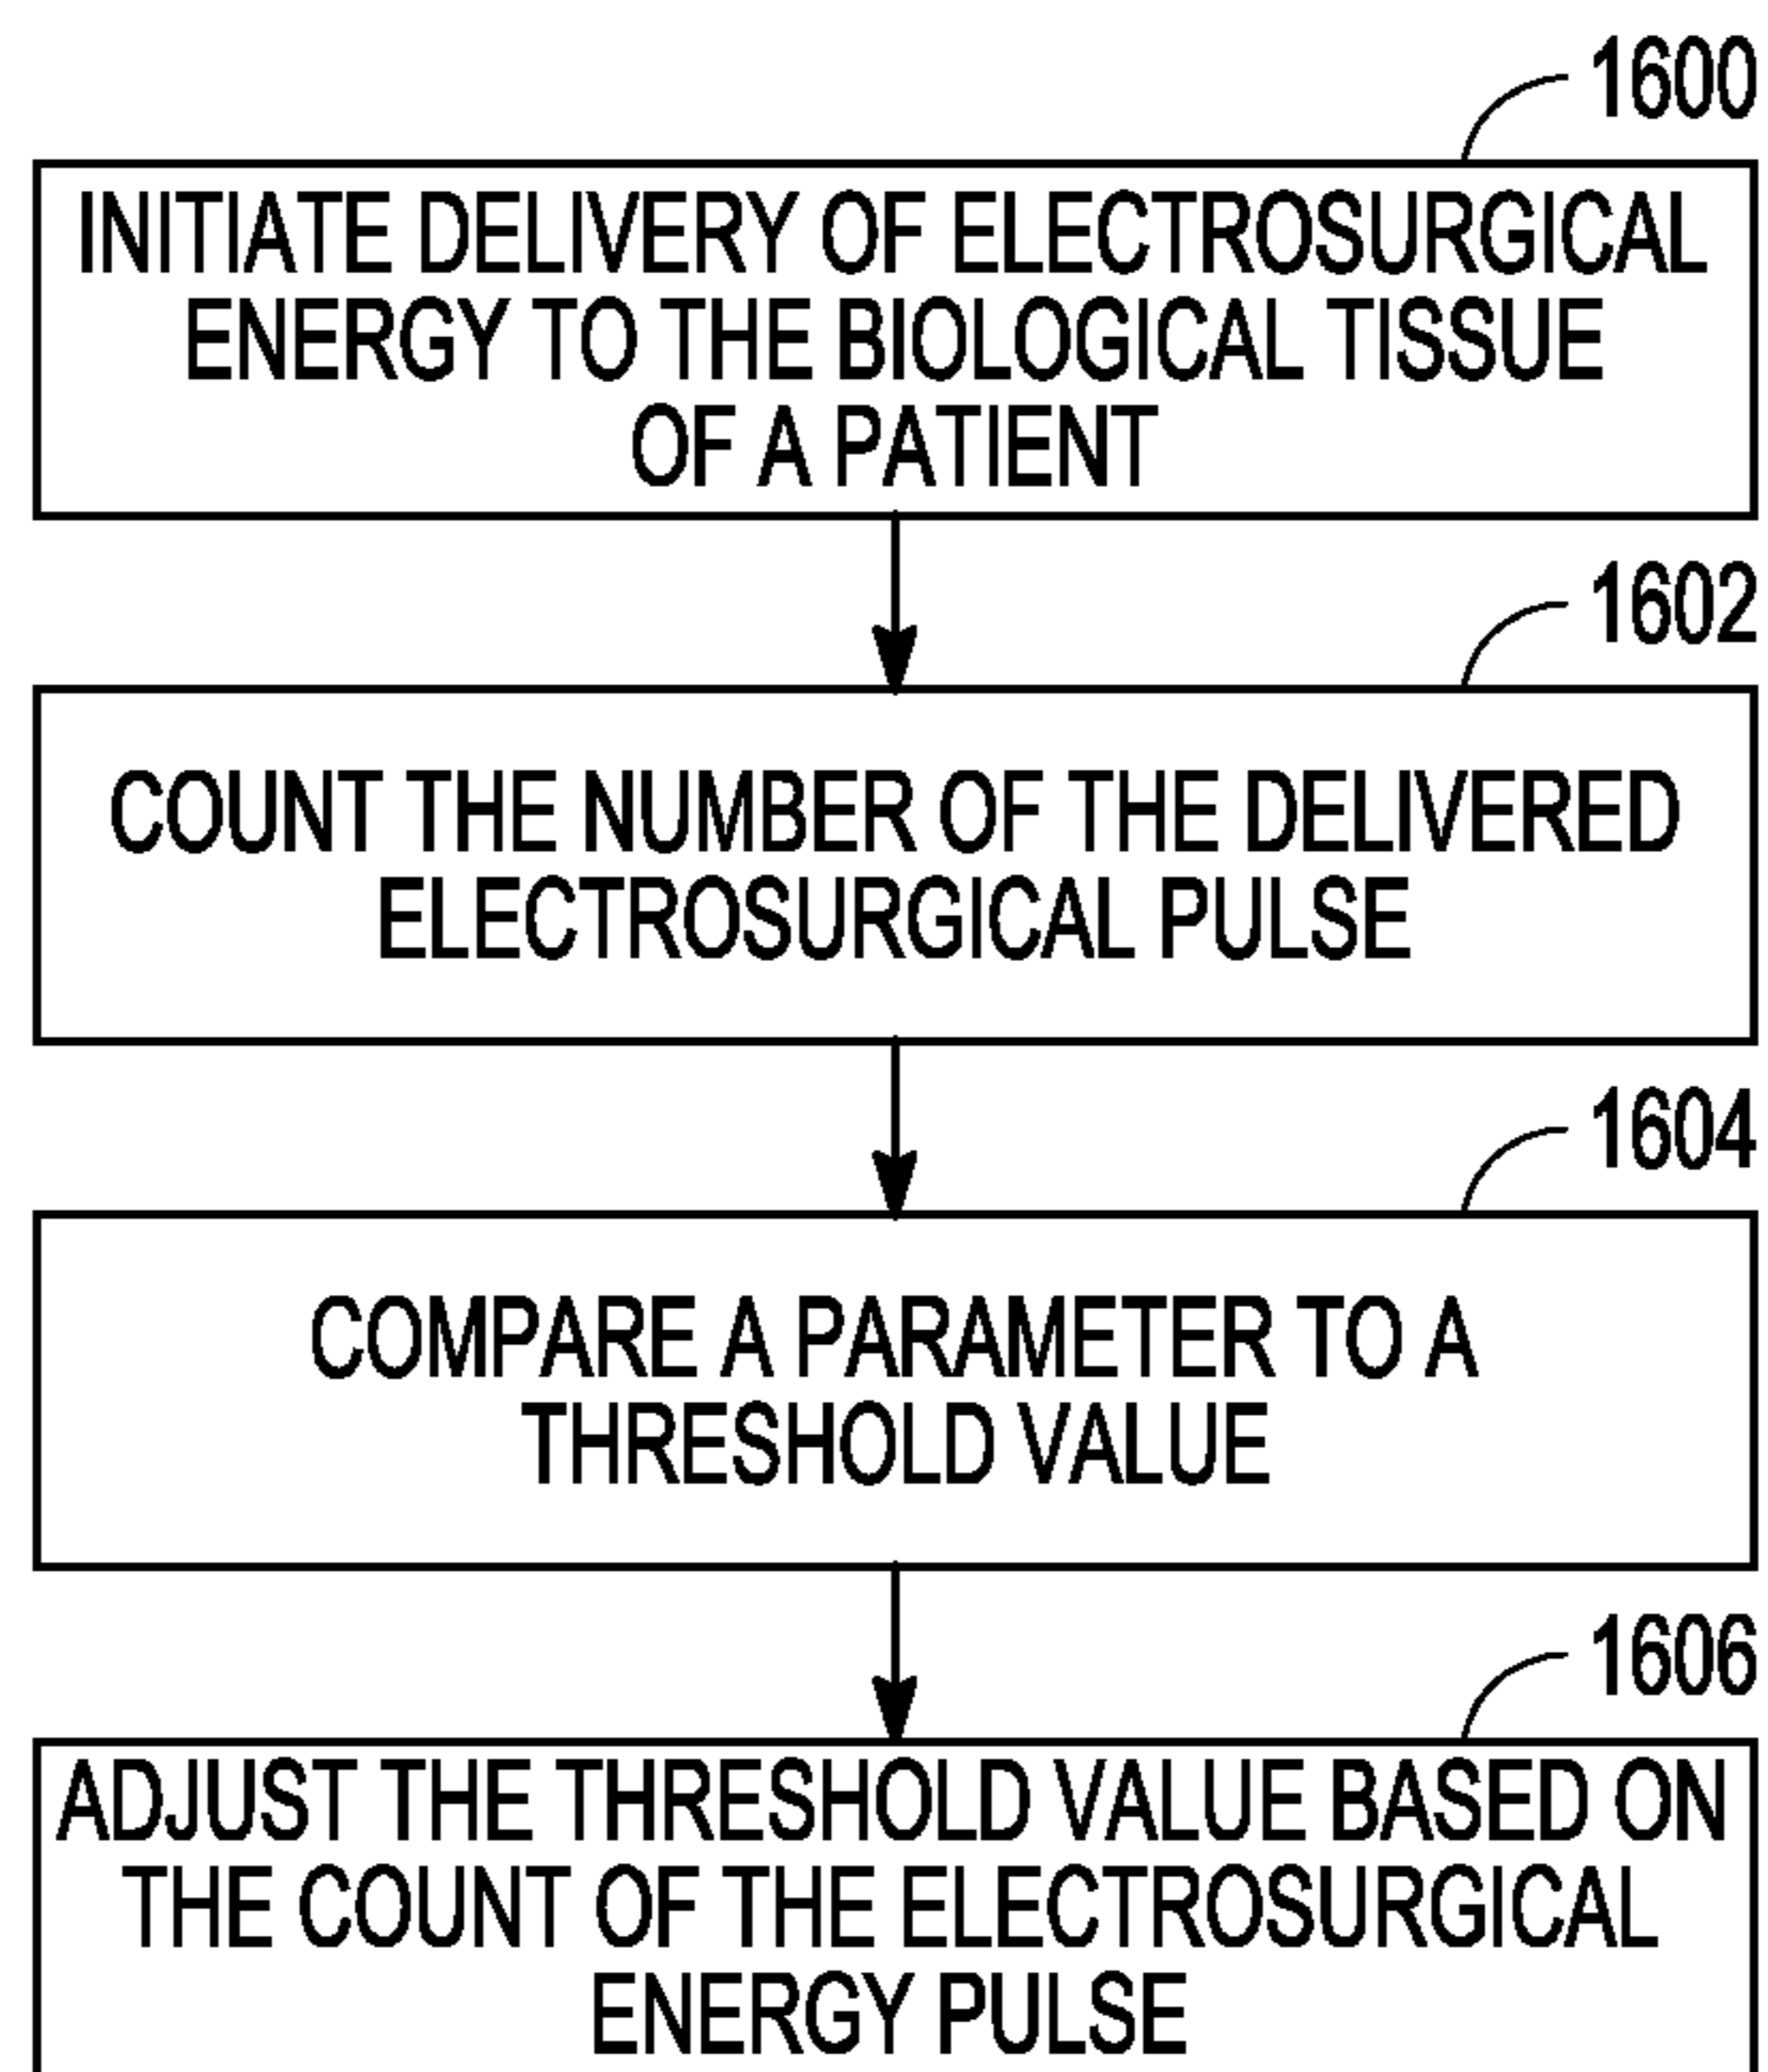 1600
INITIATE DELIVERY OF ELECTROSURGICAL
ENERGY TO THE BIOLOGICAL TISSUE
OF A PATIENT
1602
COUNT THE NUMBER OF THE DELIVERED
ELECTROSURGICAL PULSE
1604
COMPARE A PARAMETER TO A
THRESHOLD VALUE
1606
ADJUST THE THRESHOLD VALUE BASED ON
THE COUNT OF THE ELECTROSURGICAL
ENERGY PULSE